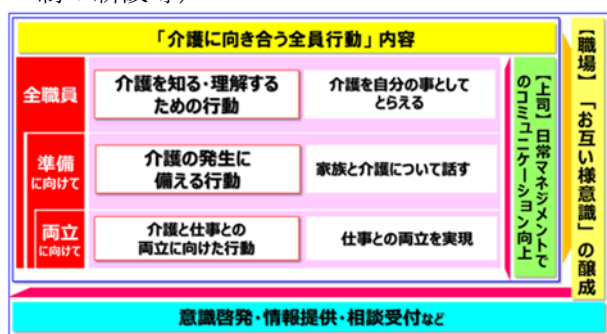 「介護に向き合う全員行動」内容
全職員
介護を知る・理解する
ための行動
介護を自分の事として
とらえる
準備
に向けて
介護の発生に
備える行動
家族と介護について話す
両立
に向けて
介護と仕事との
両立に向けた行動
仕事との両立を実現
【上司】日常マネジメントで
のコミュニケーション向上
【職場】「お互い様意識」の醸成
意識啓発・情報提供・相談受付など